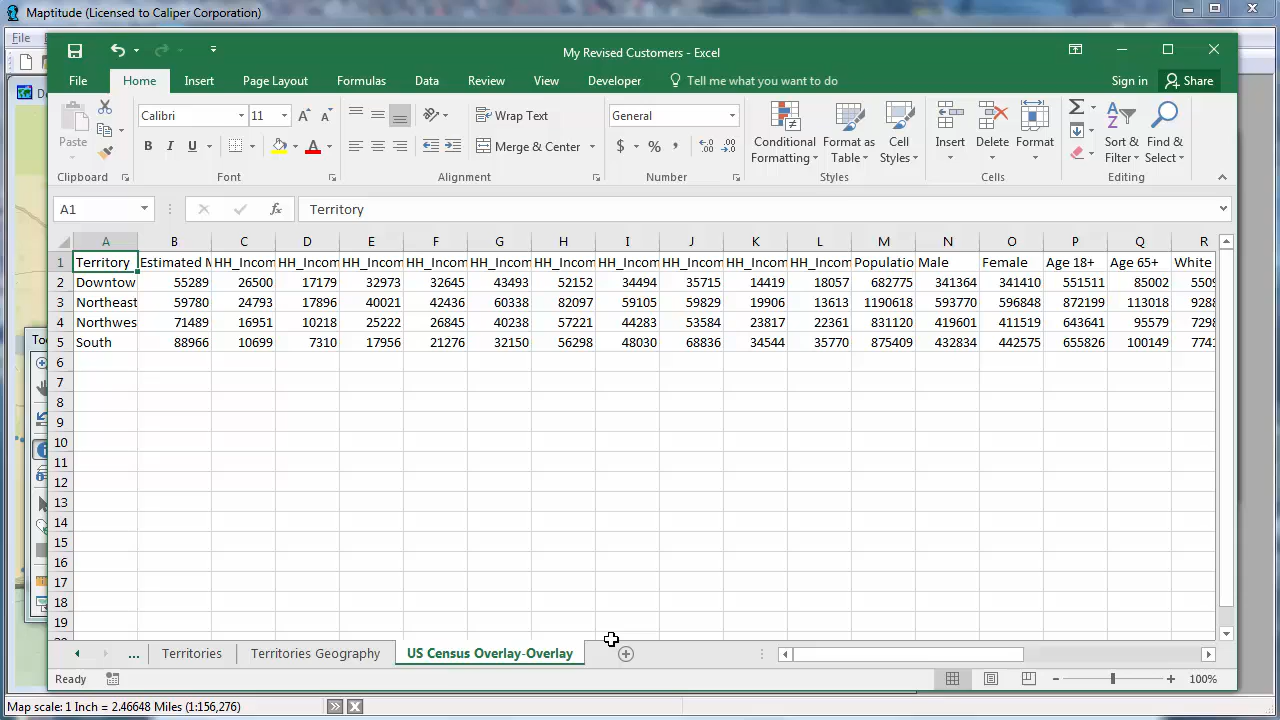 Maptitude (Licensed to Caliper Corporation)
File
My Revised Customers - Excel
File Home Insert Page Layout Formulas Data Review View Developer Tell me what you want to do Sign in Share
Paste
Calibri 11
B I U A
Wrap Text
Merge & Center
General
$ % ,
Conditional Formatting
Format as Table
Cell Styles
Insert Delete Format
Sort & Filter
Find & Select
Clipboard Font Alignment Number Styles Cells Editing
A1 fx Territory
A B C D E F G H I J K L M N O P Q R
1 Territory Estimated M HH_Incom HH_Incom HH_Incom HH_Incom HH_Incom HH_Incom HH_Incom HH_Incom HH_Incom HH_Incom Populatio Male Female Age 18+ Age 65+ White
2 Downtow 55289 26500 17179 32973 32645 43493 52152 34494 35715 14419 18057 682775 341364 341410 551511 85002 5509
3 Northeast 59780 24793 17896 40021 42436 60338 82097 59105 59829 19906 13613 1190618 593770 596848 872199 113018 9288
4 Northwes 71489 16951 10218 25222 26845 40238 57221 44283 53584 23817 22361 831120 419601 411519 643641 95579 7298
5 South 88966 10699 7310 17956 21276 32150 56298 48030 68836 34544 35770 875409 432834 442575 655826 100149 7741
6
7
8
9
10
11
12
13
14
15
16
17
18
19
... Territories Territories Geography US Census Overlay-Overlay
Ready 100%
Map scale: 1 Inch = 2.46648 Miles (1:156,276)